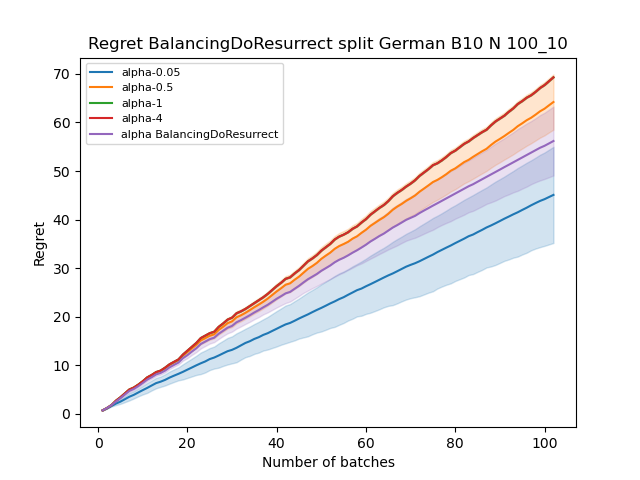 Regret BalancingDoResurrect split German B10 N 100_10
alpha-0.05
alpha-0.5
alpha-1
alpha-4
alpha BalancingDoResurrect
70
60
50
40
30
20
10
0
Regret
0 20 40 60 80 100
Number of batches